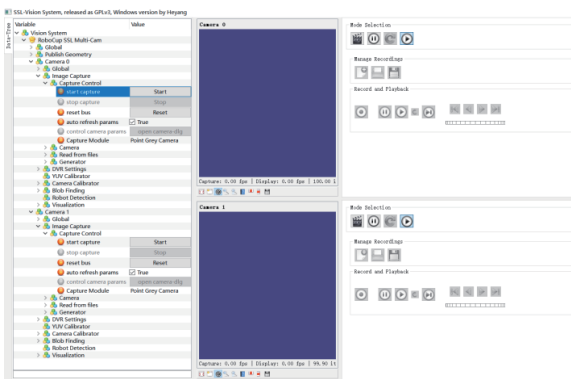 SSL-Vision System, released as GPLv3, Windows version by Heyang
Data-Tree
Variable Value
Vision System
RoboCup SSL Multi-Cam
Global
Publish Geometry
Camera 0
Global
Image Capture
Capture Control
start capture Start
stop capture Stop
reset bus Reset
auto refresh params True
control camera params open camera dlg
Capture Module Point Grey Camera
Camera
Read from files
Generator
DVR Settings
YUV Calibrator
Camera Calibrator
Blob Finding
Robot Detection
Visualization
Camera 1
Global
Image Capture
Capture Control
start capture Start
stop capture Stop
reset bus Reset
auto refresh params True
control camera params open camera dlg
Capture Module Point Grey Camera
Camera
Read from files
Generator
DVR Settings
YUV Calibrator
Camera Calibrator
Blob Finding
Robot Detection
Visualization
Camera 0
Capture: 0.00 fps | Display: 0.00 fps | 100.00 i
Camera 1
Capture: 0.00 fps | Display: 0.00 fps | 99.90 it
Mode Selection
Manage Recordings
Record and Playback
Mode Selection
Manage Recordings
Record and Playback